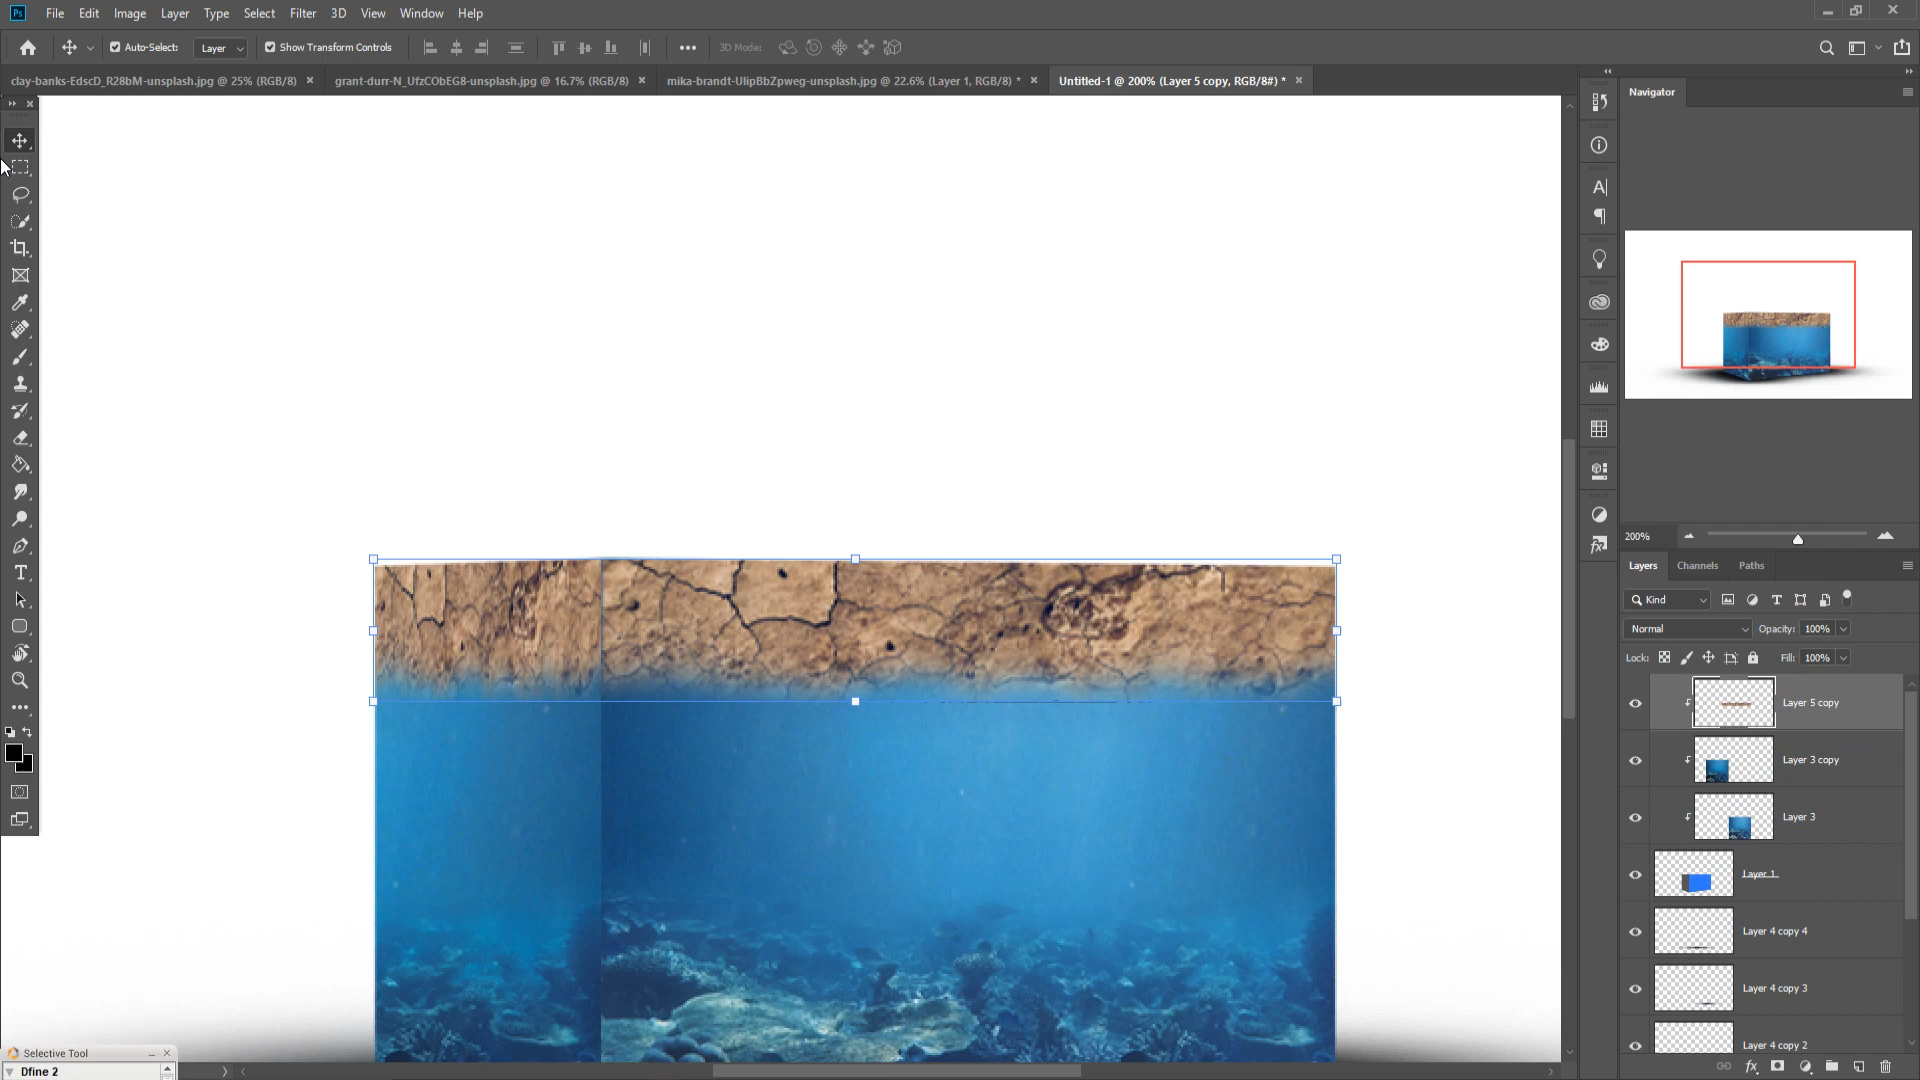 Ps File Edit Image Layer Type Select Filter 3D View Window Help
Auto-Select: Layer Show Transform Controls 3D Mode:
clay-banks-EdscD_R28bM-unsplash.jpg @ 25% (RGB/8) grant-durr-N_UfzCObEG8-unsplash.jpg @ 16.7% (RGB/8) mika-brandt-UlipBbZpweg-unsplash.jpg @ 22.6% (Layer 1, RGB/8) * Untitled-1 @ 200% (Layer 5 copy, RGB/8#) *
Navigator
200%
Layers Channels Paths
Kind
Normal Opacity: 100%
Lock: Fill: 100%
Layer 5 copy
Layer 3 copy
Layer 3
Layer 1
Layer 4 copy 4
Layer 4 copy 3
Layer 4 copy 2
Selective Tool
Dfine 2